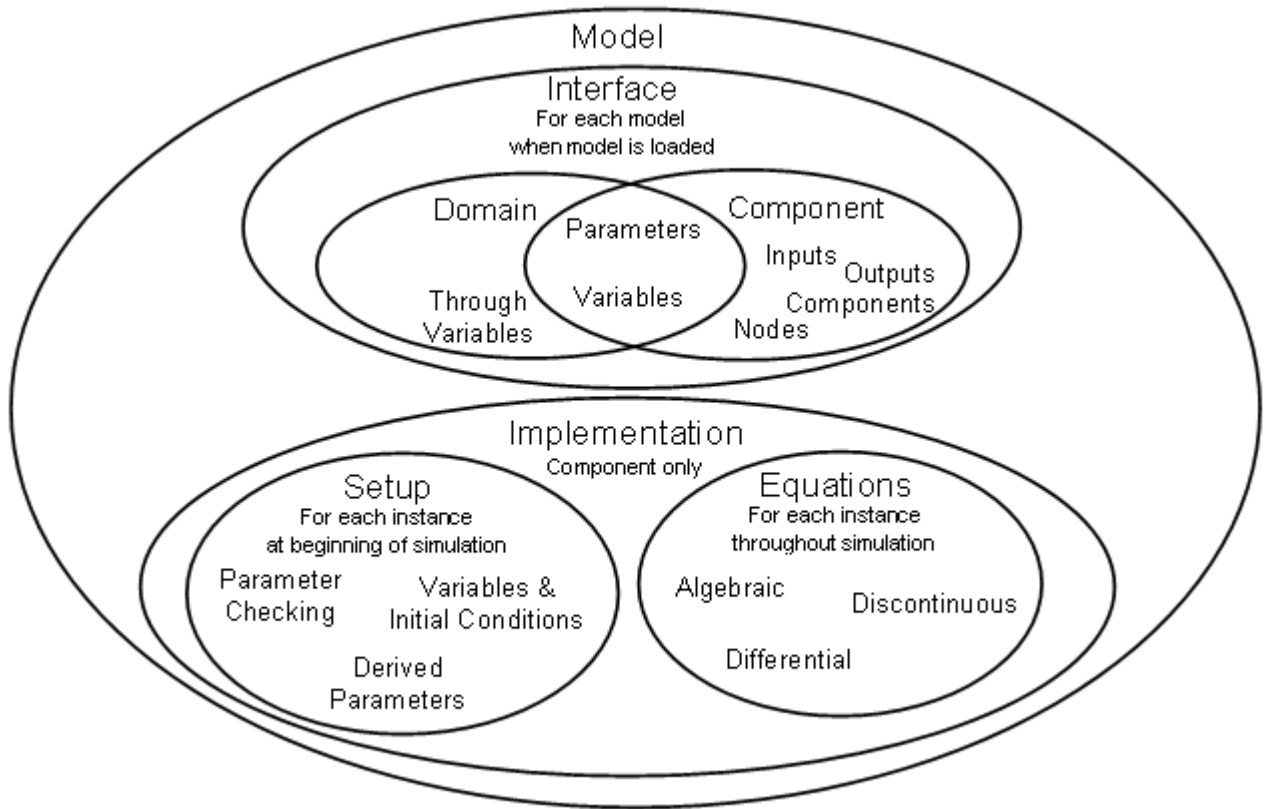 Model
Interface
For each model
when model is loaded
Domain
Through
Variables
Parameters
Variables
Component
Inputs
Outputs
Components
Nodes
Implementation
Component only
Setup
For each instance
at beginning of simulation
Parameter
Checking
Variables &
Initial Conditions
Derived
Parameters
Equations
For each instance
throughout simulation
Algebraic
Discontinuous
Differential